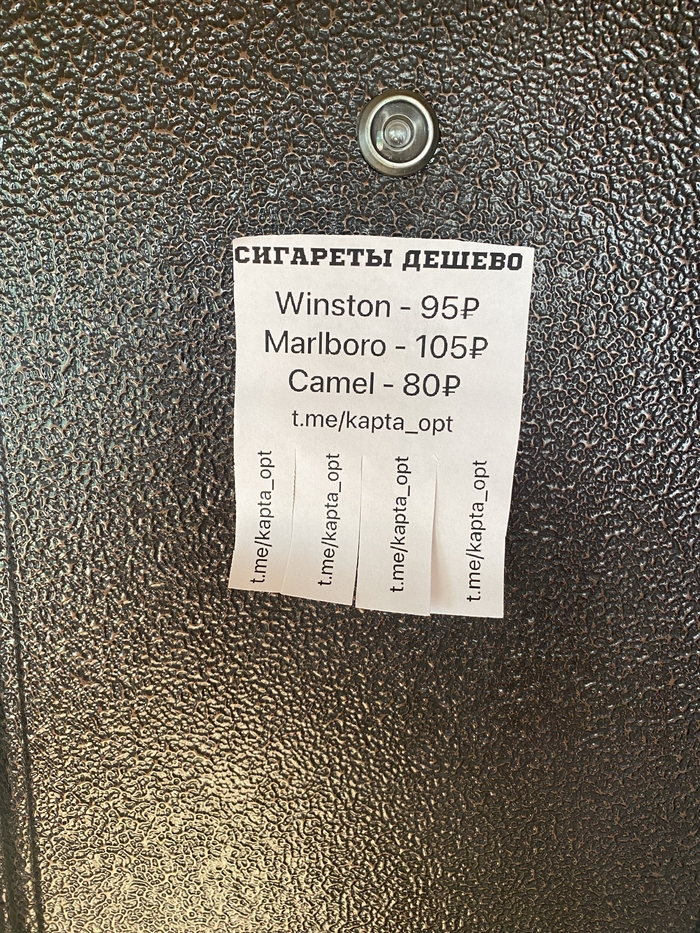 СИГАРЕТЫ ДЕШЕВО
Winston - 95₽
Marlboro - 105₽
Camel - 80₽
t.me/kapta_opt
t.me/kapta_opt
t.me/kapta_opt
t.me/kapta_opt
t.me/kapta_opt